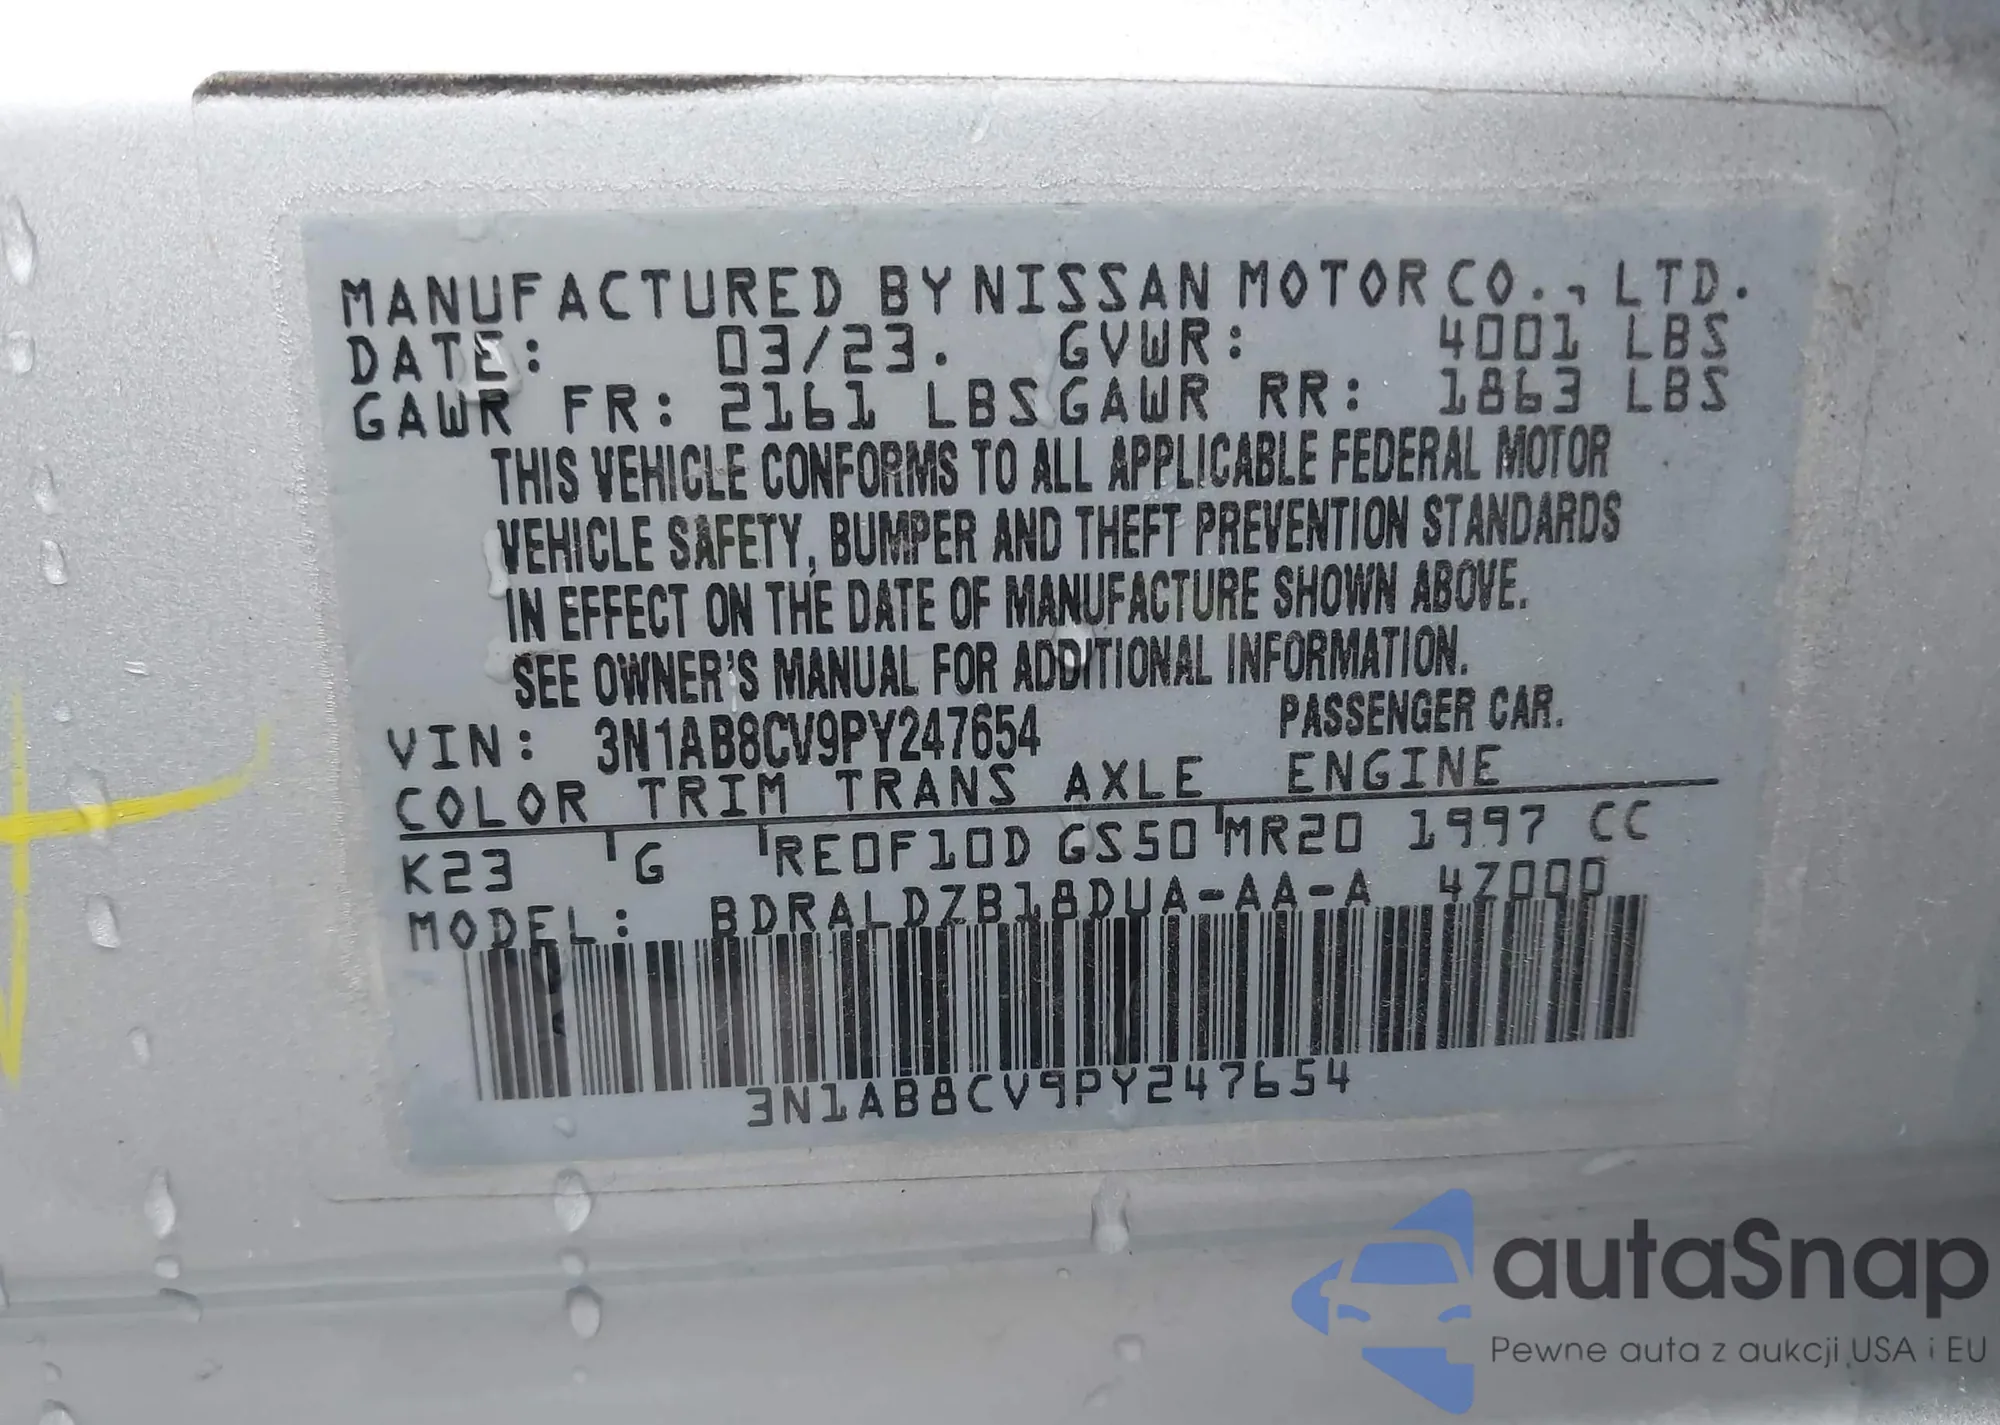 MANUFACTURED BY NISSAN MOTOR CO., LTD.
DATE: 03/23. GVWR: 4001 LBS
GAWR FR: 2161 LBS GAWR RR: 1863 LBS
THIS VEHICLE CONFORMS TO ALL APPLICABLE FEDERAL MOTOR
VEHICLE SAFETY, BUMPER AND THEFT PREVENTION STANDARDS
IN EFFECT ON THE DATE OF MANUFACTURE SHOWN ABOVE.
SEE OWNER'S MANUAL FOR ADDITIONAL INFORMATION.
VIN: 3N1AB8CV9PY247654 PASSENGER CAR.
COLOR TRIM TRANS AXLE ENGINE
K23 G RE0F10D GS50 MR20 1997 CC
MODEL: BDRALDZB18DUA-AA-A 4Z000
3N1AB8CV9PY247654
autaSnap
Pewne auta z aukcji USA i EU